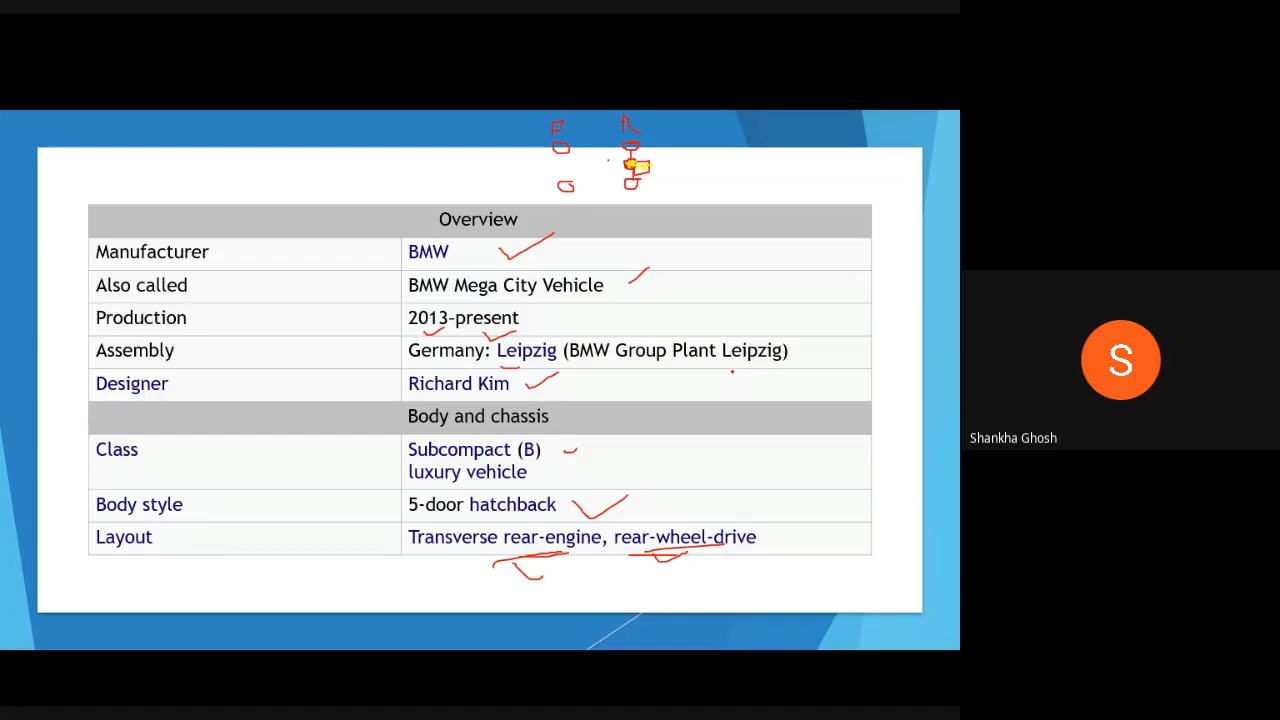 F R
Overview
Manufacturer BMW
Also called BMW Mega City Vehicle
Production 2013–present
Assembly Germany: Leipzig (BMW Group Plant Leipzig)
Designer Richard Kim
Body and chassis
Class Subcompact (B)
luxury vehicle
Body style 5-door hatchback
Layout Transverse rear-engine, rear-wheel-drive
S
Shankha Ghosh